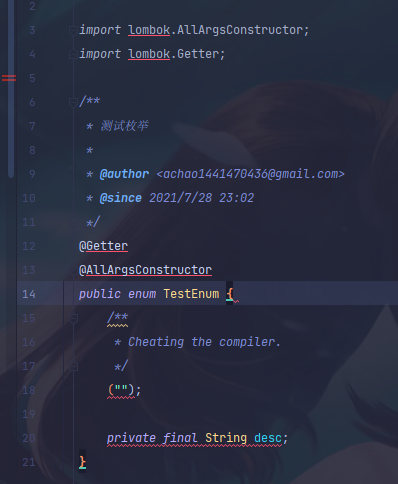 2
3 import lombok.AllArgsConstructor;
4 import lombok.Getter;
5
6 /**
7 * 测试枚举
8 *
9 * @author <achao1441470436@gmail.com>
10 * @since 2021/7/28 23:02
11 */
12 @Getter
13 @AllArgsConstructor
14 public enum TestEnum {
15 /**
16 * Cheating the compiler.
17 */
18 ("");
19
20 private final String desc;
21 }